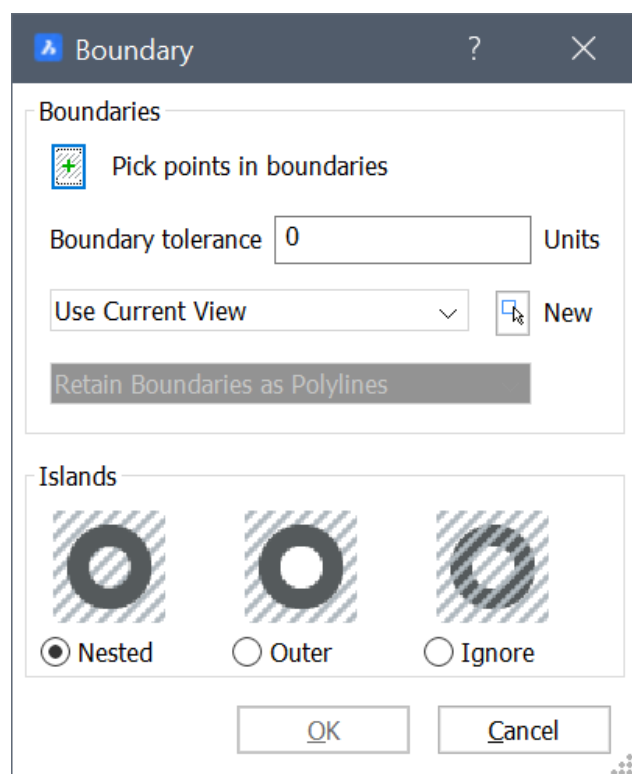 Boundary ?
Boundaries
Pick points in boundaries
Boundary tolerance 0 Units
Use Current View New
Retain Boundaries as Polylines
Islands
Nested Outer Ignore
OK Cancel